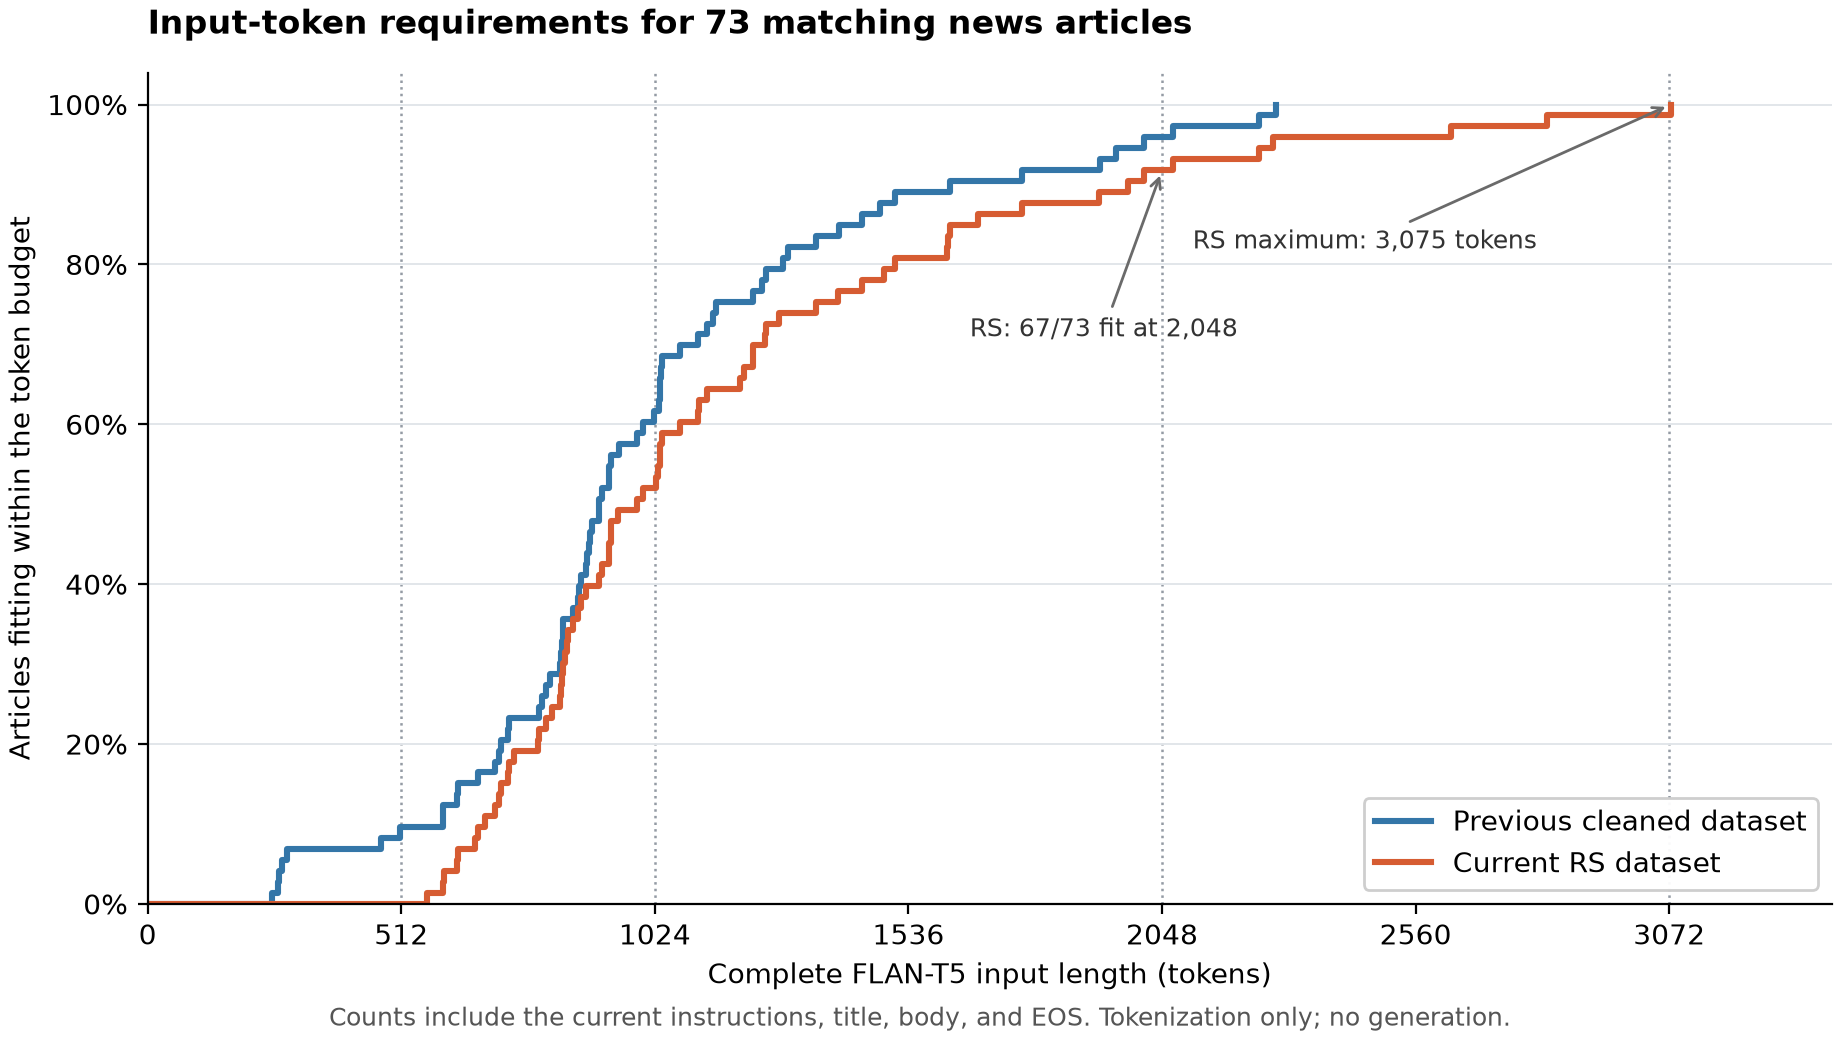 Input-token requirements for 73 matching news articles
Articles fitting within the token budget
100%
80%
60%
40%
20%
0%
RS maximum: 3,075 tokens
RS: 67/73 fit at 2,048
Previous cleaned dataset
Current RS dataset
0 512 1024 1536 2048 2560 3072
Complete FLAN-T5 input length (tokens)
Counts include the current instructions, title, body, and EOS. Tokenization only; no generation.